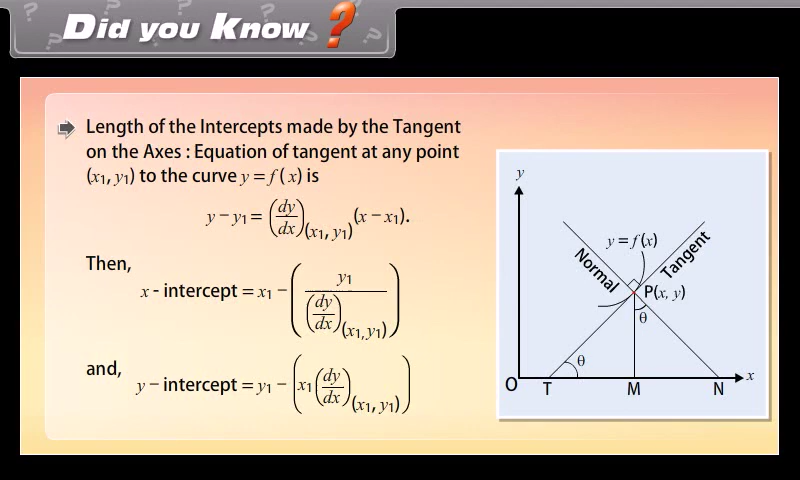 Did you Know ?
Length of the Intercepts made by the Tangent
on the Axes : Equation of tangent at any point
(x1, y1) to the curve y = f (x) is
y – y1 = (dy/dx)(x1, y1) (x – x1).
Then,
x - intercept = x1 – (y1/(dy/dx)(x1,y1))
and,
y – intercept = y1 – (x1(dy/dx)(x1, y1))
y
y = f (x)
Normal
Tangent
P(x, y)
θ
θ
O
T
M
N
x